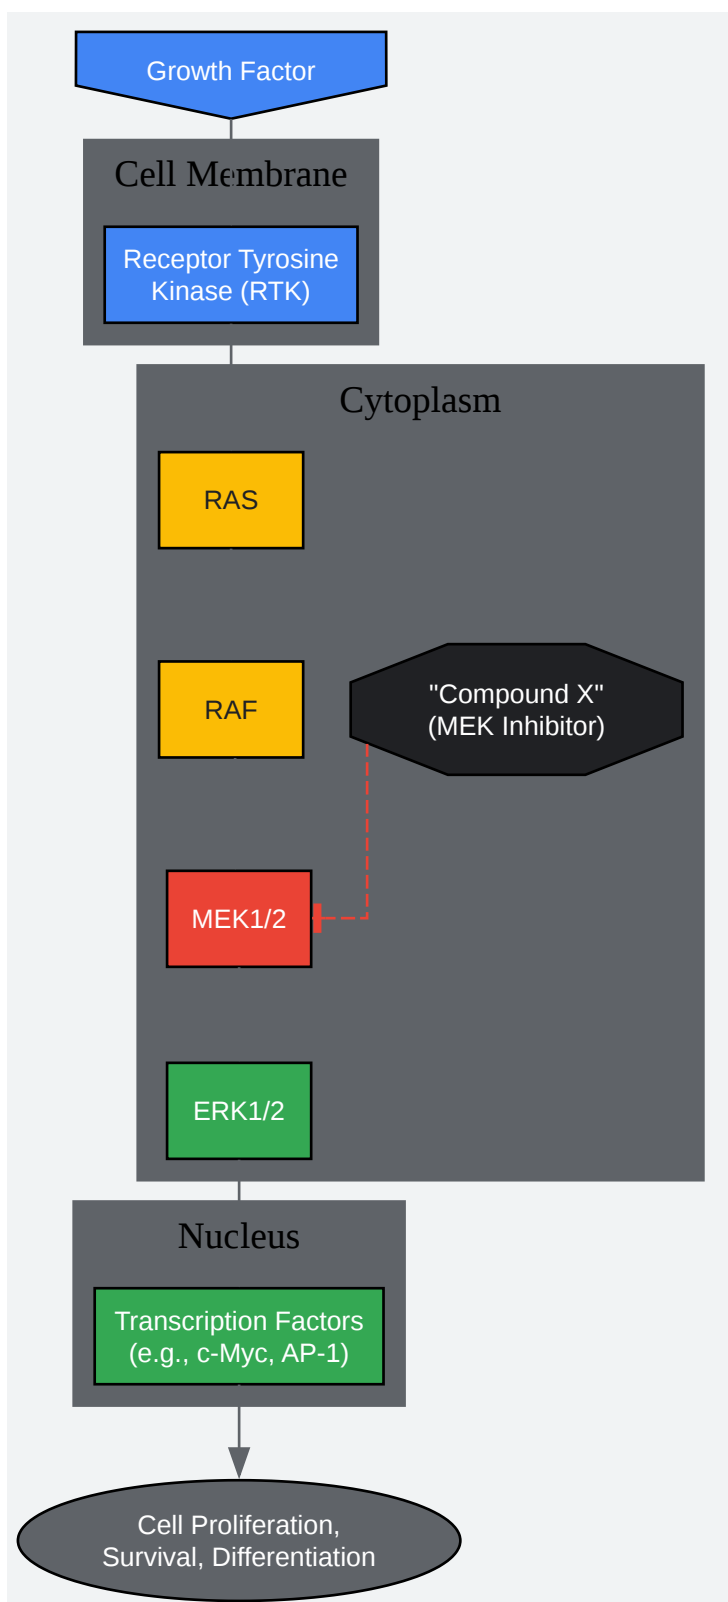 Growth Factor
Cell Membrane
Receptor Tyrosine
Kinase (RTK)
Cytoplasm
RAS
RAF
"Compound X"
(MEK Inhibitor)
MEK1/2
ERK1/2
Nucleus
Transcription Factors
(e.g., c-Myc, AP-1)
Cell Proliferation,
Survival, Differentiation